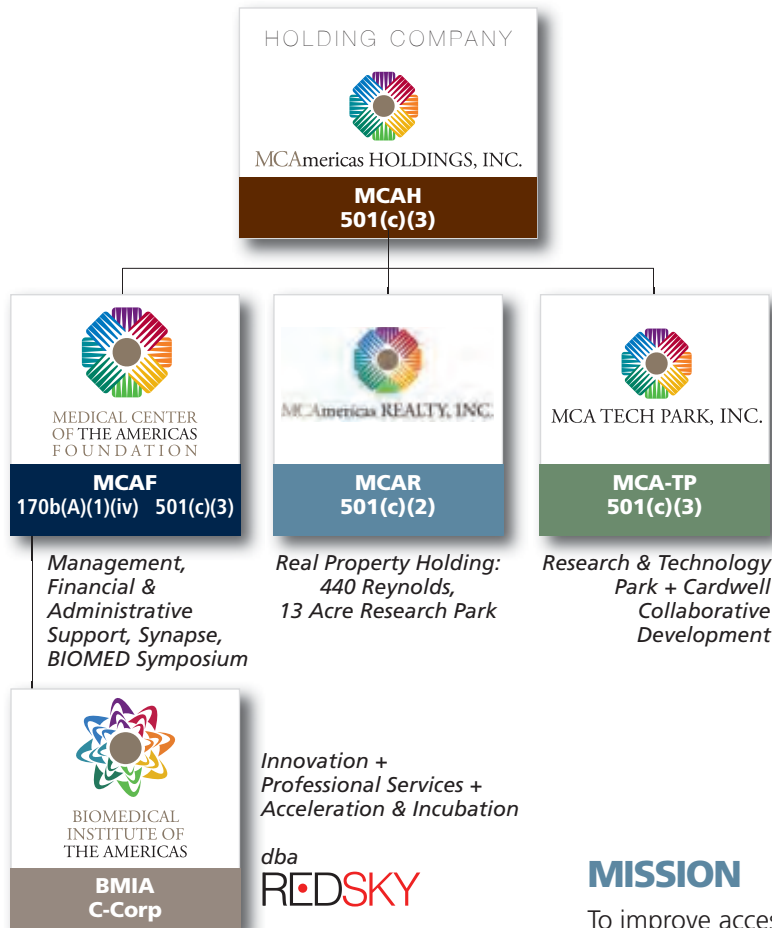 HOLDING COMPANY
MCAmericas HOLDINGS, INC.
MCAH
501(c)(3)
MEDICAL CENTER
OF THE AMERICAS
FOUNDATION
MCAF
170b(A)(1)(iv) 501(c)(3)
Management,
Financial &
Administrative
Support, Synapse,
BIOMED Symposium
MCAmericas REALTY, INC.
MCAR
501(c)(2)
Real Property Holding:
440 Reynolds,
13 Acre Research Park
MCA TECH PARK, INC.
MCA-TP
501(c)(3)
Research & Technology
Park + Cardwell
Collaborative
Development
BIOMEDICAL
INSTITUTE OF
THE AMERICAS
BMIA
C-Corp
Innovation +
Professional Services +
Acceleration & Incubation
dba
REDSKY
MISSION
To improve acces